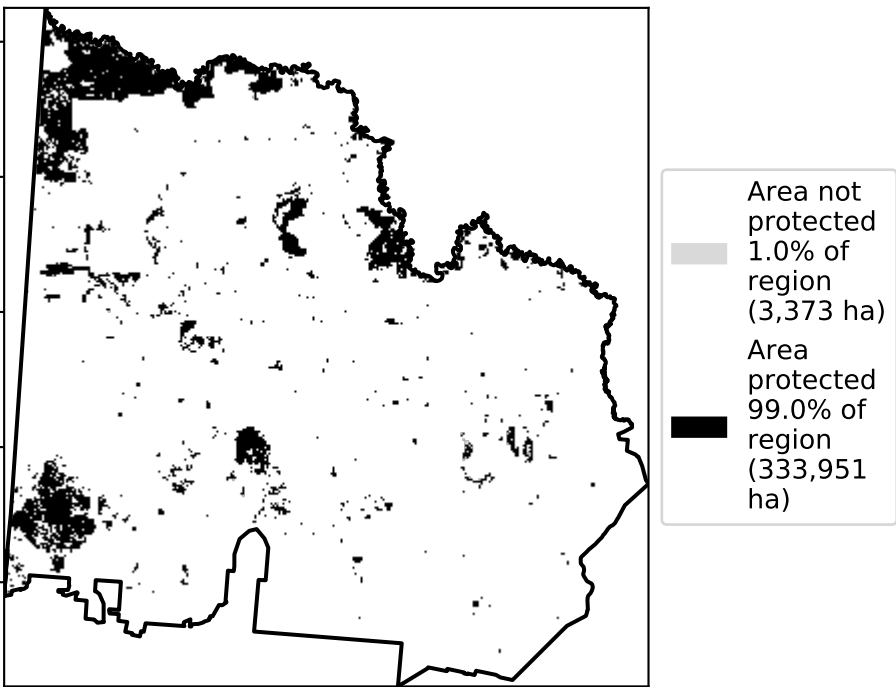 Area not
protected
1.0% of
region
(3,373 ha)
Area
protected
99.0% of
region
(333,951
ha)